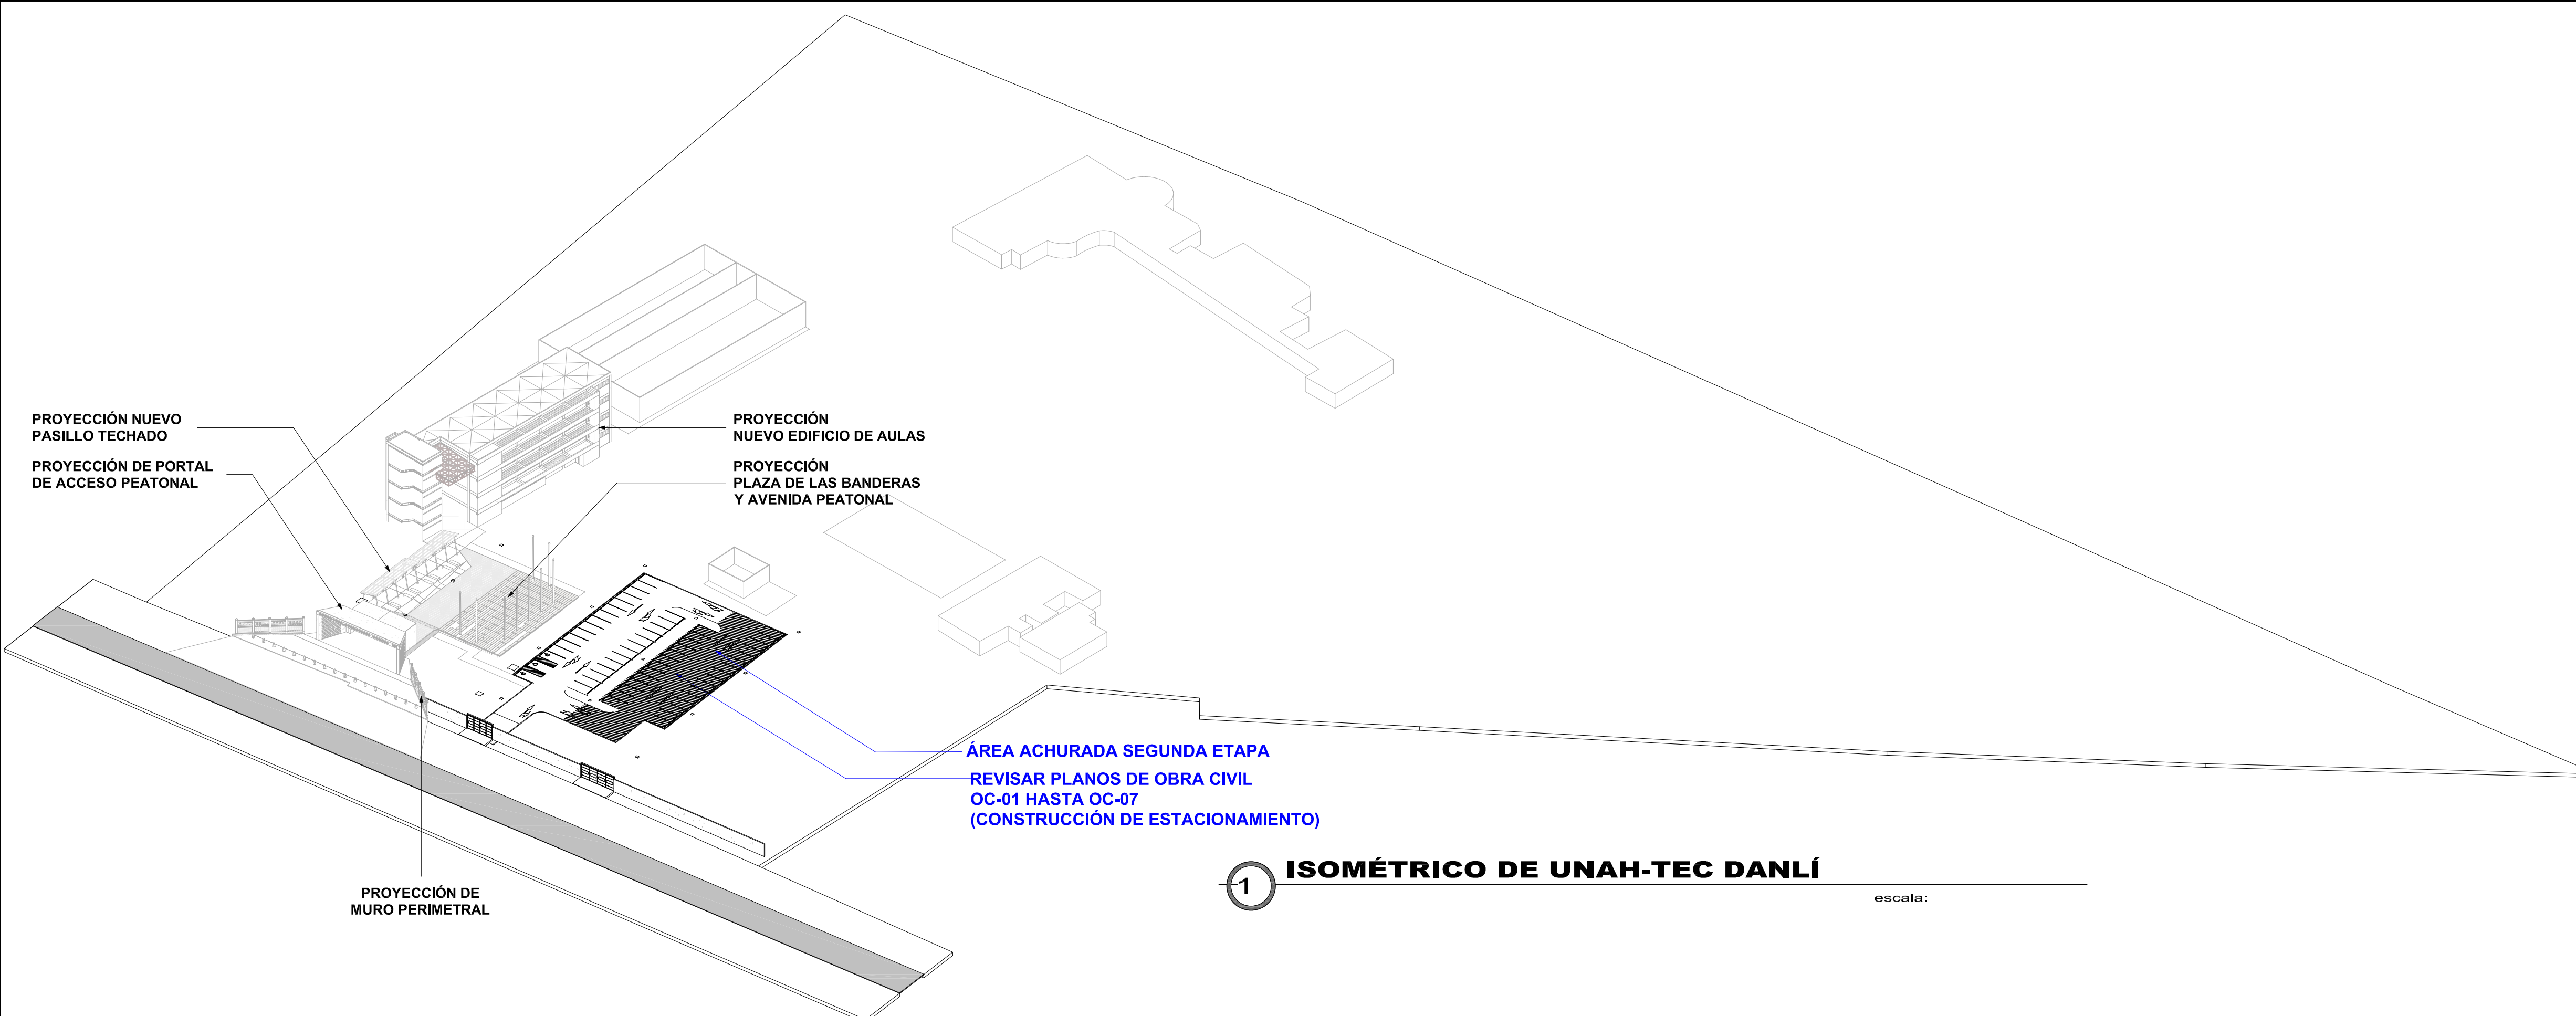 PROYECCIÓN NUEVO
PASILLO TECHADO
PROYECCIÓN DE PORTAL
DE ACCESO PEATONAL
PROYECCIÓN
NUEVO EDIFICIO DE AULAS
PROYECCIÓN
PLAZA DE LAS BANDERAS
Y AVENIDA PEATONAL
ÁREA ACHURADA SEGUNDA ETAPA
REVISAR PLANOS DE OBRA CIVIL
OC-01 HASTA OC-07
(CONSTRUCCIÓN DE ESTACIONAMIENTO)
PROYECCIÓN DE
MURO PERIMETRAL
1
ISOMÉTRICO DE UNAH-TEC DANLÍ
escala: